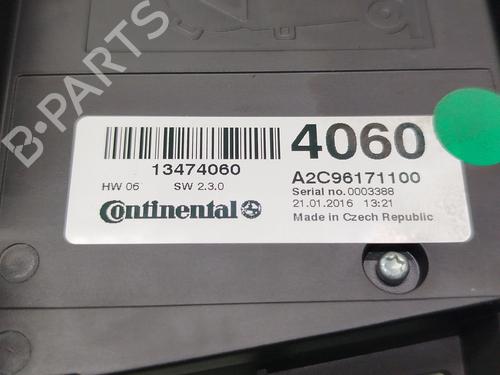 B-PARTS
13474060
HW 06 SW 2.3.0
Continental
4060
A2C96171100
Serial no. 0003388
21.01.2016 13:21
Made in Czech Republic